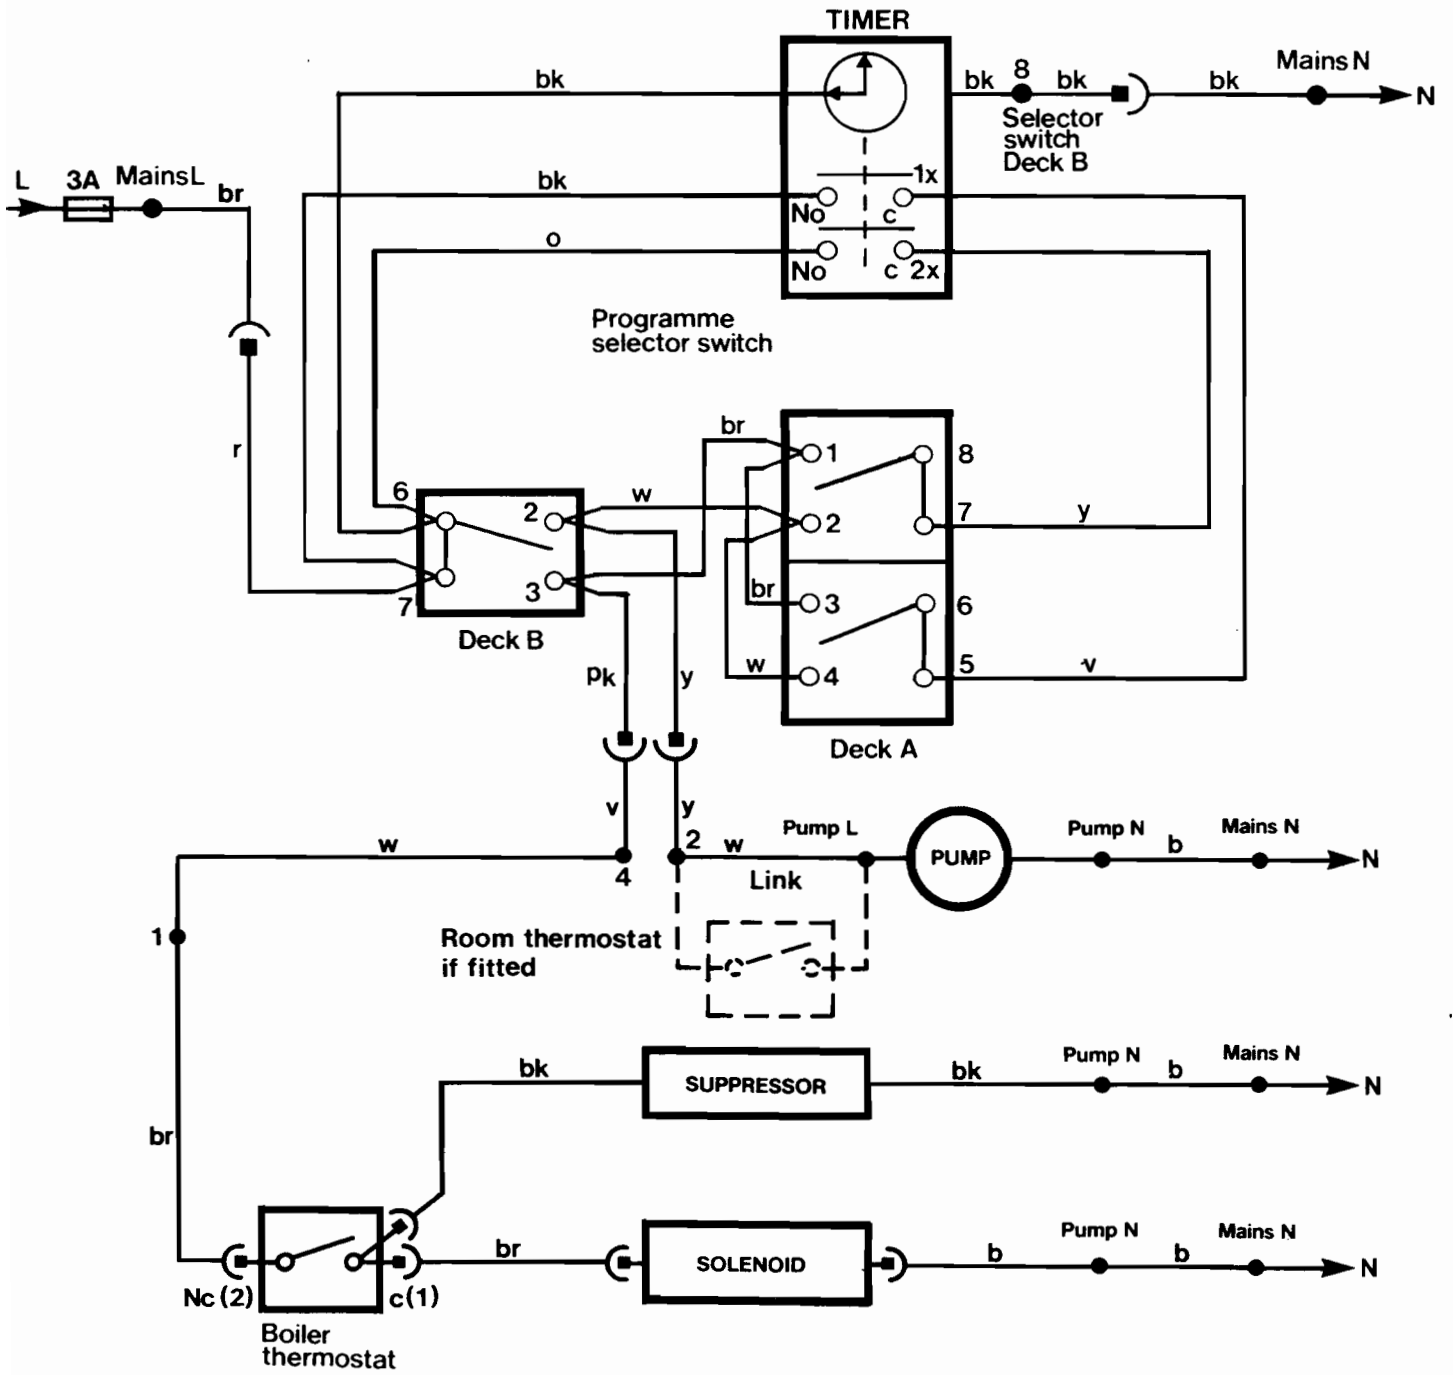 TIMER
bk
bk
8
bk
bk
Mains N
N
Selector
switch
Deck B
L
3A
Mains L
br
bk
1x
No
c
o
No
c 2x
Programme
selector switch
r
br
1
8
6
2
w
2
7
y
3
7
br
3
6
Deck B
w
4
5
v
pk
y
Deck A
v
y
w
4
2
w
Pump L
PUMP
Pump N
b
Mains N
N
Link
1
Room thermostat
if fitted
bk
SUPPRESSOR
bk
Pump N
b
Mains N
N
br
br
SOLENOID
b
Pump N
b
Mains N
N
Nc (2)
c (1)
Boiler
thermostat